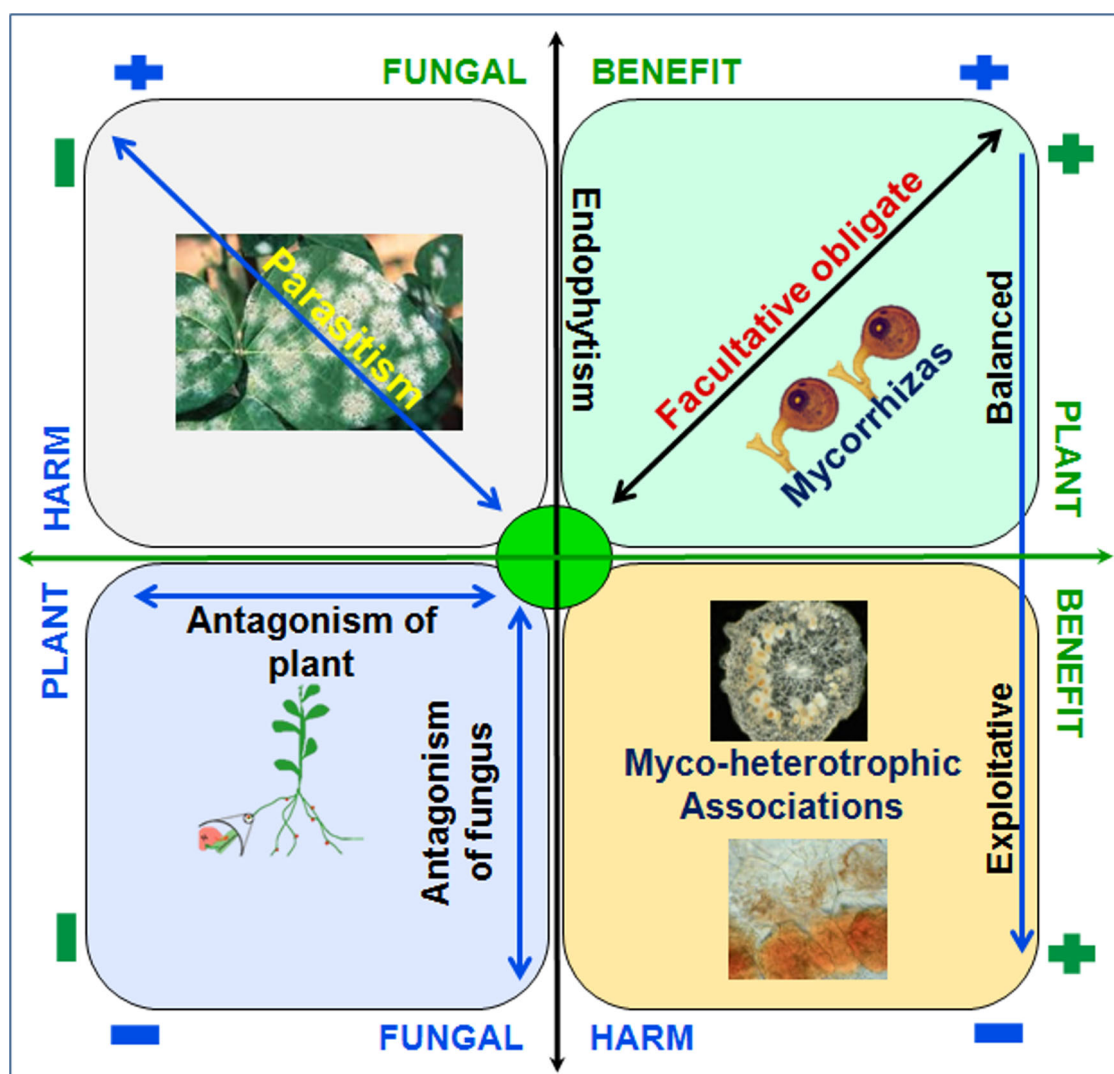 FUNGAL BENEFIT
Parasitism
Endophytism
Facultative obligate
Mycorrhizas
Balanced
HARM
PLANT
PLANT
BENEFIT
Antagonism of
plant
Antagonism
of fungus
Myco-heterotrophic
Associations
Exploitative
FUNGAL HARM